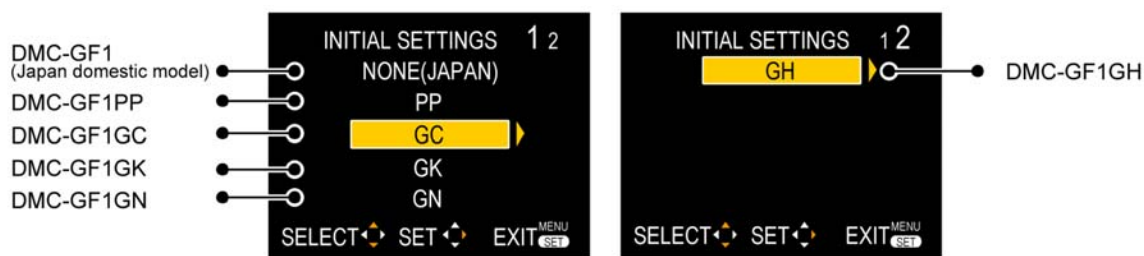 DMC-GF1
(Japan domestic model)
DMC-GF1PP
DMC-GF1GC
DMC-GF1GK
DMC-GF1GN
INITIAL SETTINGS 1 2
NONE(JAPAN)
PP
GC
GK
GN
SELECT SET EXIT MENU SET
INITIAL SETTINGS 1 2
GH
SELECT SET EXIT MENU SET
DMC-GF1GH